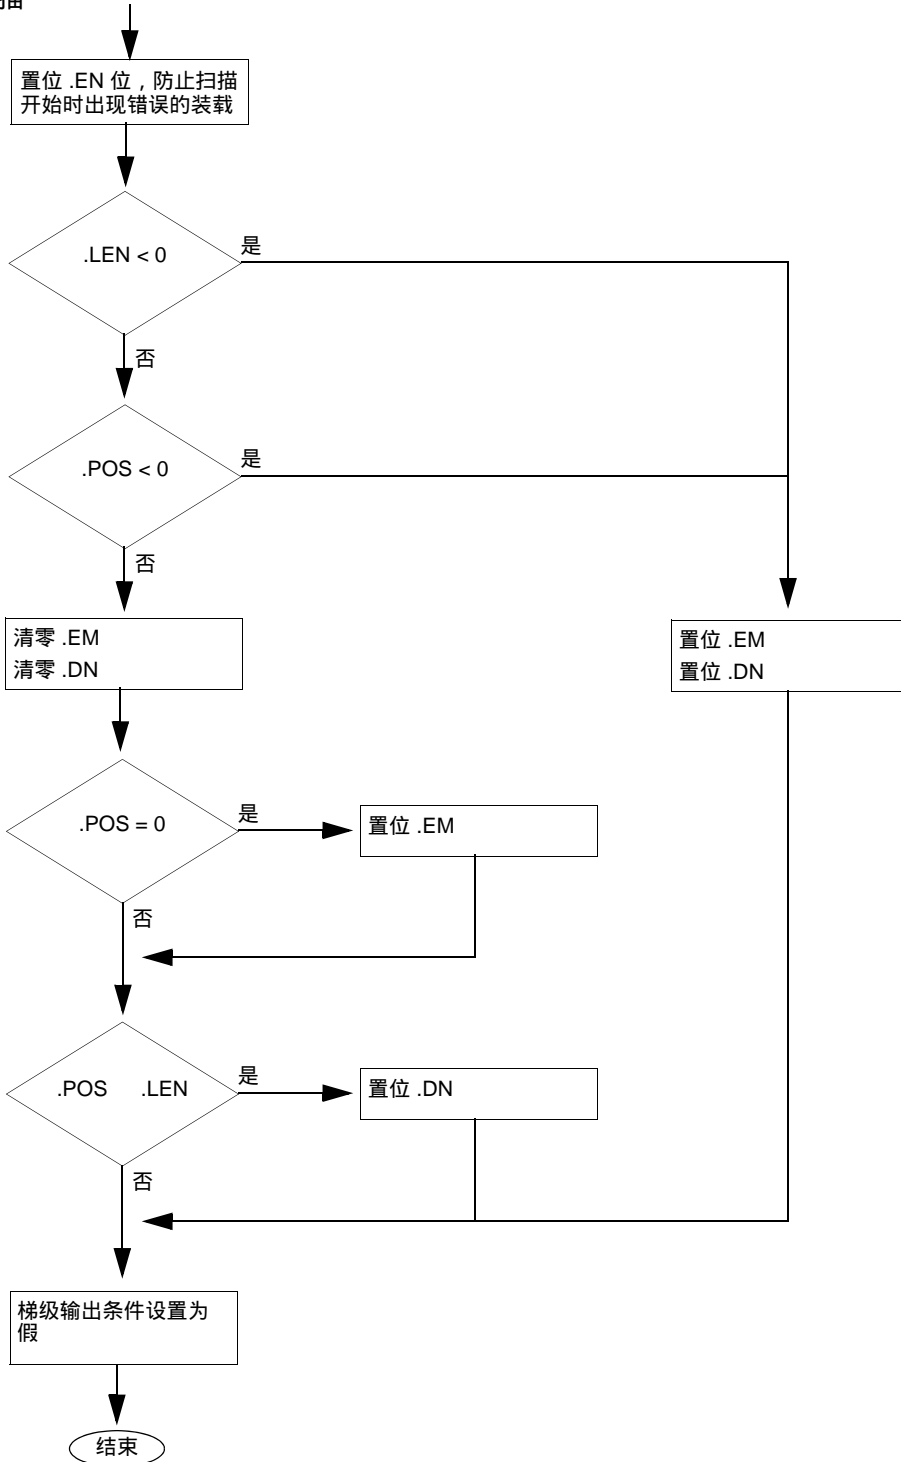 置位 .EN 位，防止扫描
开始时出现错误的装载
.LEN < 0
是
否
.POS < 0
是
否
清零 .EM
清零 .DN
置位 .EM
置位 .DN
.POS = 0
是
置位 .EM
否
.POS .LEN
是
置位 .DN
否
梯级输出条件设置为
假
结束